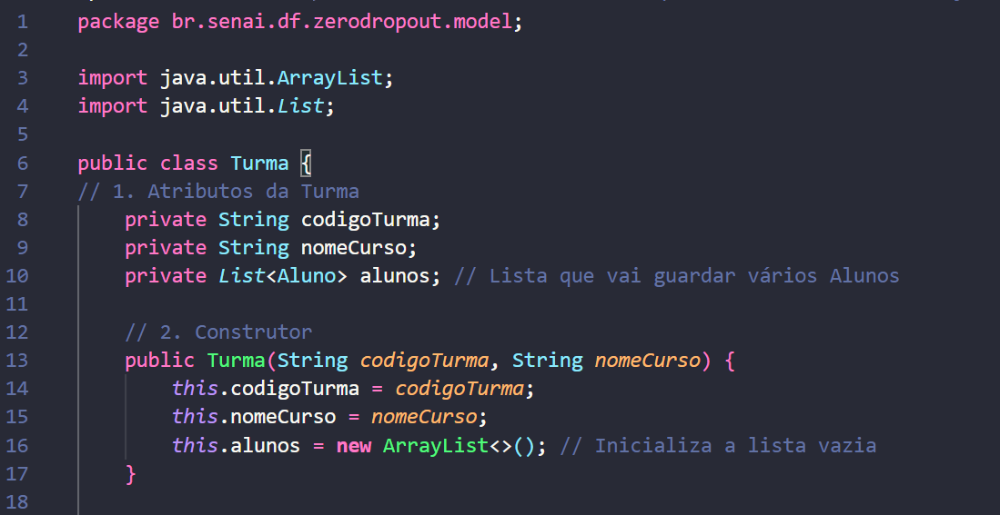 1 package br.senai.df.zerodropout.model;
2
3 import java.util.ArrayList;
4 import java.util.List;
5
6 public class Turma {
7 // 1. Atributos da Turma
8 private String codigoTurma;
9 private String nomeCurso;
10 private List<Aluno> alunos; // Lista que vai guardar vários Alunos
11
12 // 2. Construtor
13 public Turma(String codigoTurma, String nomeCurso) {
14 this.codigoTurma = codigoTurma;
15 this.nomeCurso = nomeCurso;
16 this.alunos = new ArrayList<>(); // Inicializa a lista vazia
17 }
18